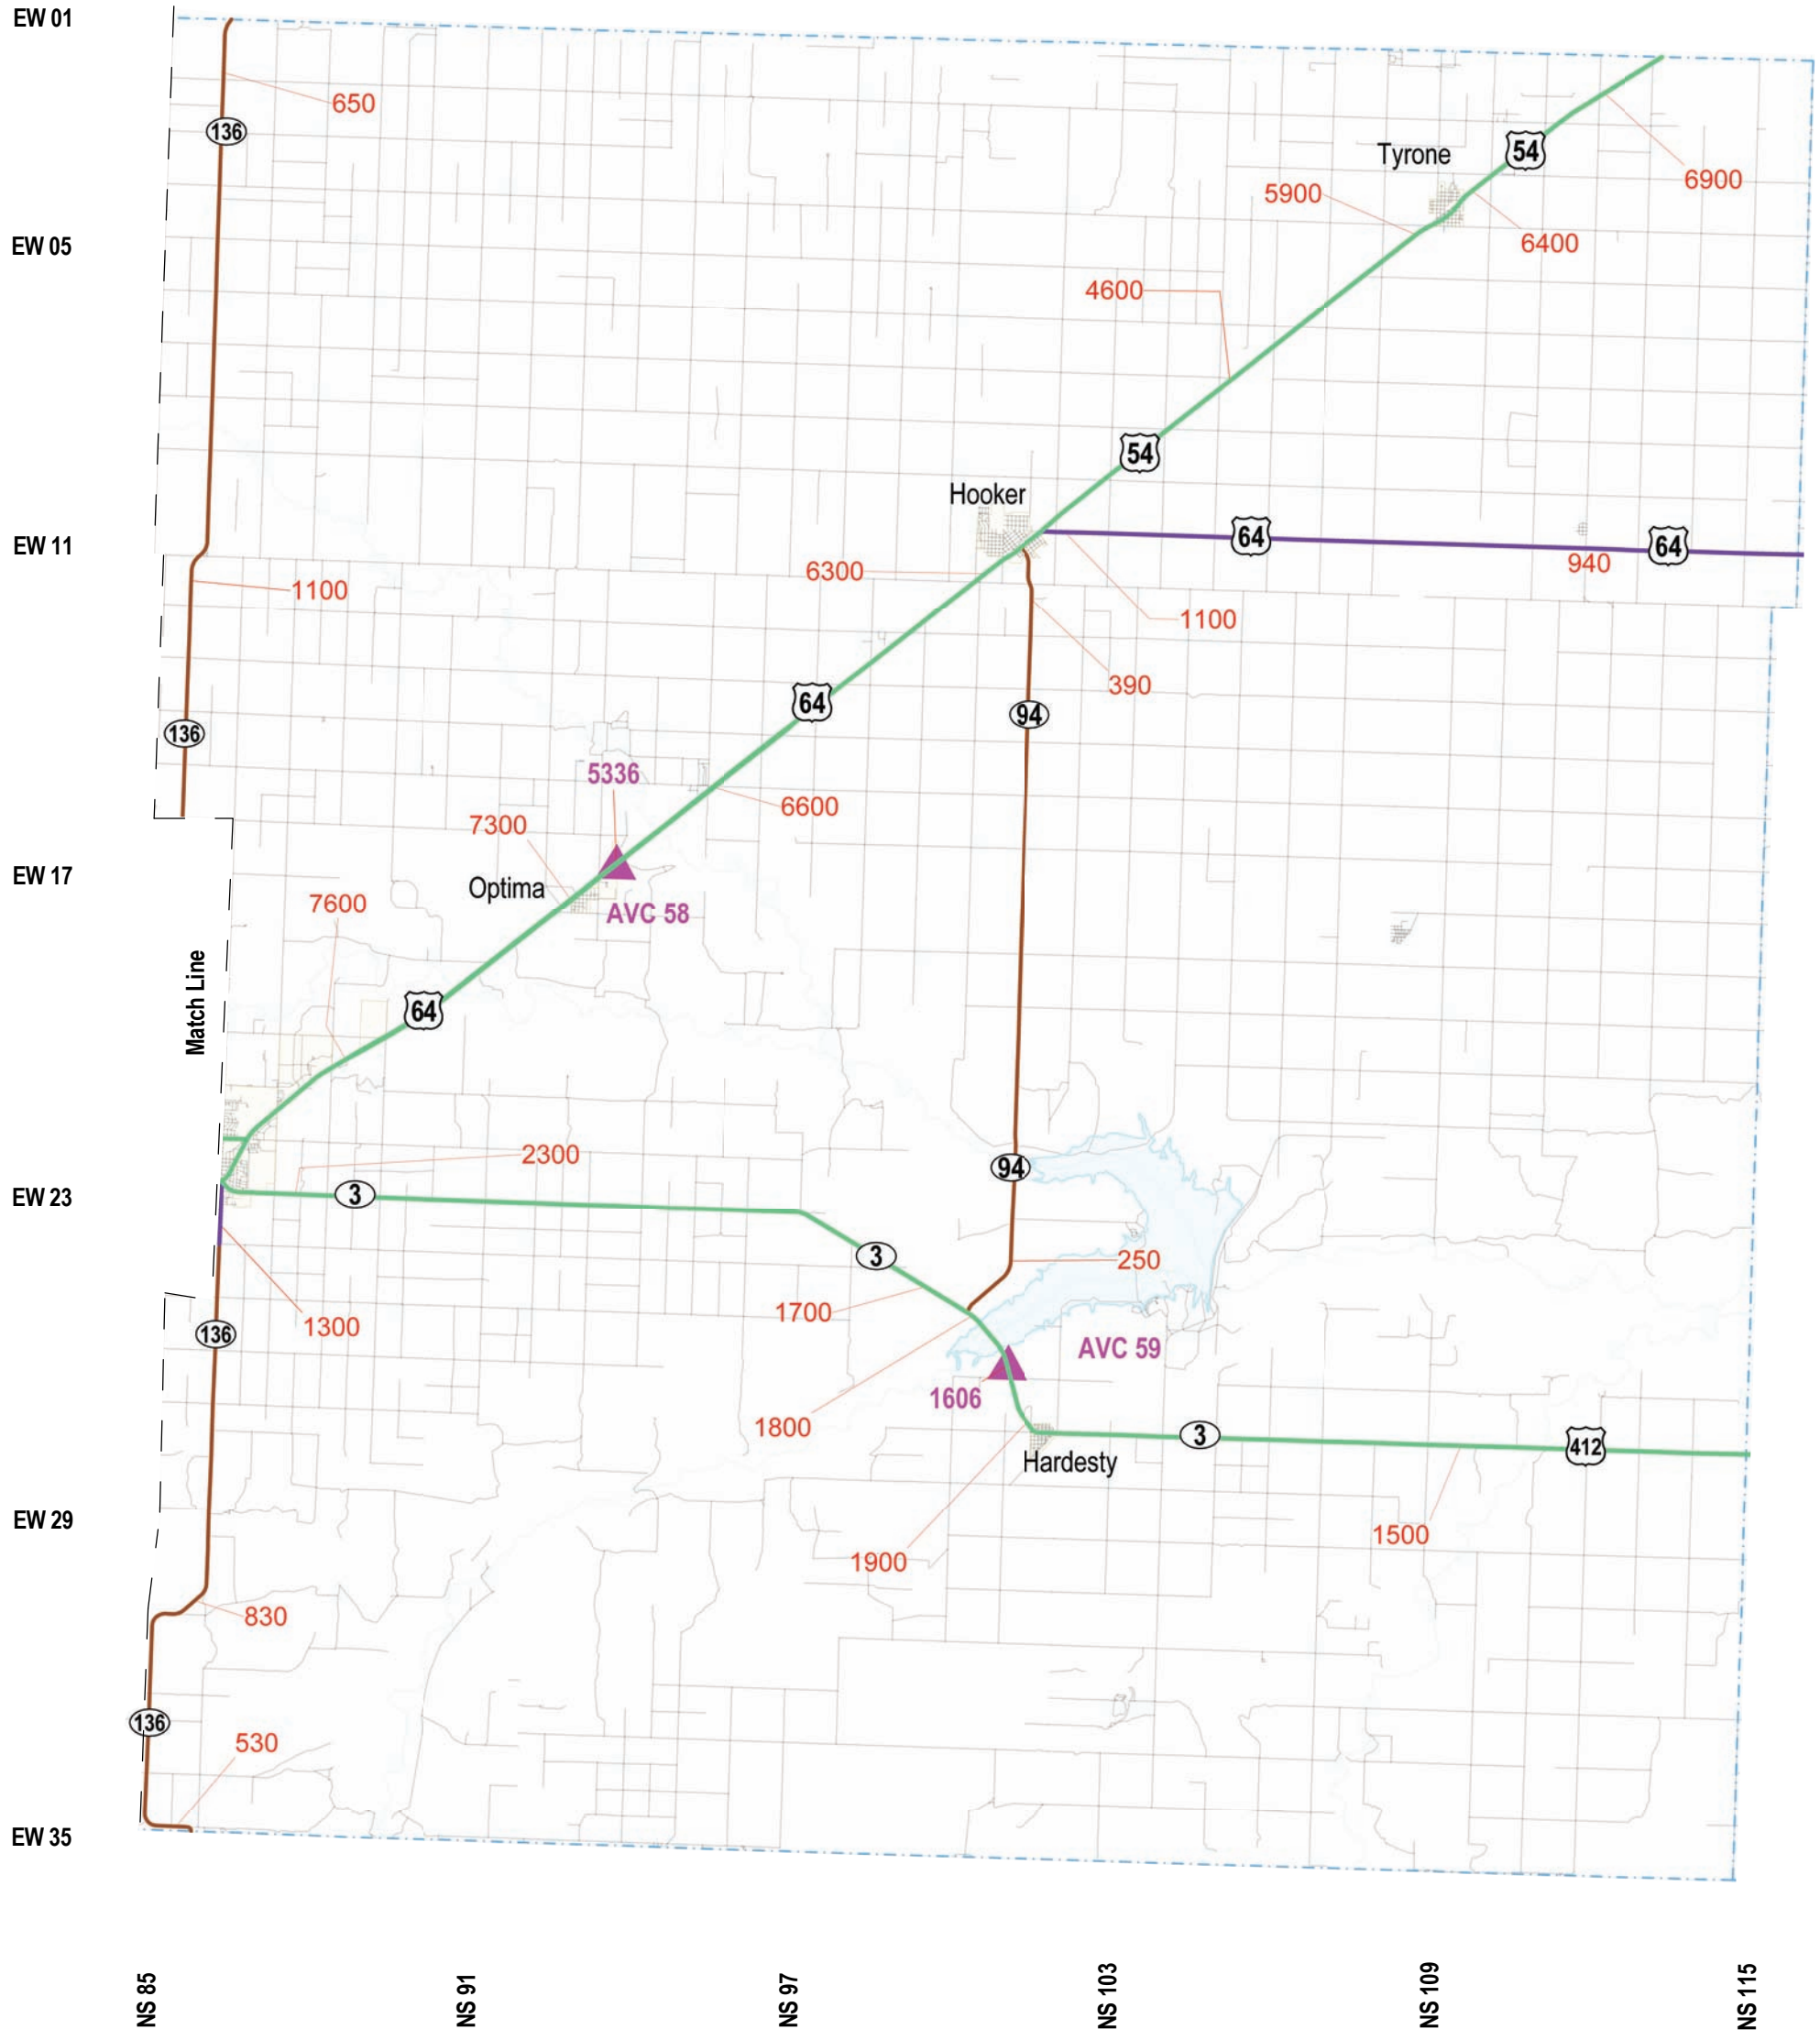 EW 01
650
136
54
Tyrone
6900
5900
6400
EW 05
4600
54
Hooker
64
64
EW 11
940
6300
1100
1100
390
64
94
136
5336
6600
7300
EW 17
Optima
7600
AVC 58
Match Line
64
2300
94
3
EW 23
3
250
1700
1300
136
AVC 59
1606
1800
3
412
Hardesty
EW 29
1500
1900
830
136
530
EW 35
NS 85
NS 91
NS 97
NS 103
NS 109
NS 115